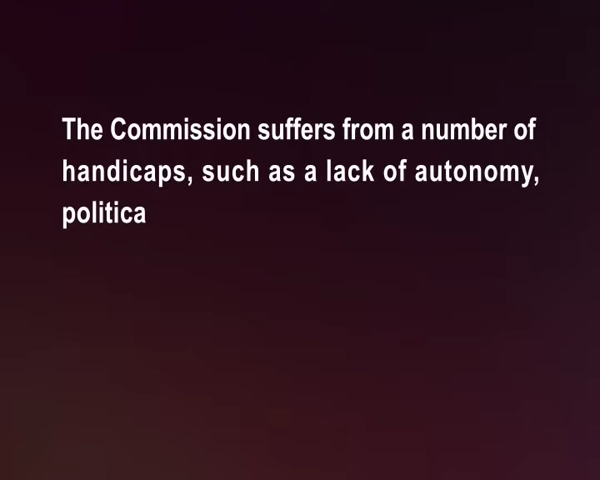 The Commission suffers from a number of
handicaps, such as a lack of autonomy,
politica